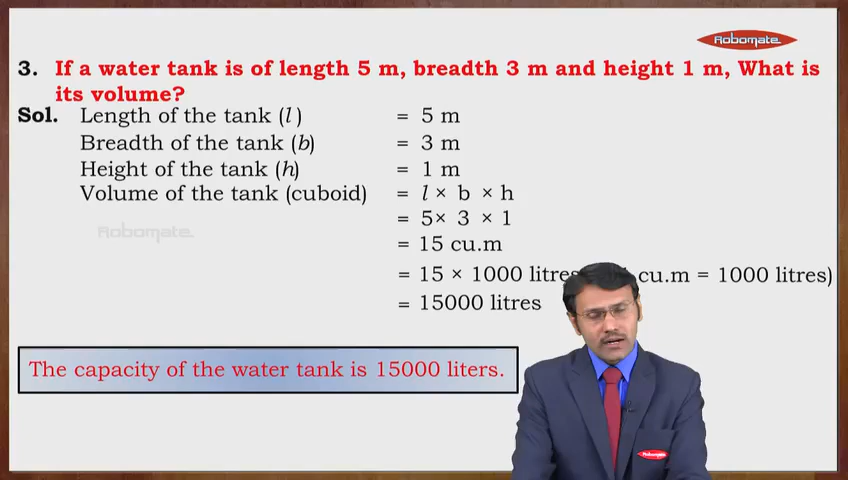 Robomate
3. If a water tank is of length 5 m, breadth 3 m and height 1 m, What is
its volume?
Sol. Length of the tank (l) = 5 m
Breadth of the tank (b) = 3 m
Height of the tank (h) = 1 m
Volume of the tank (cuboid) = l × b × h
= 5× 3 × 1
= 15 cu.m
Robomate
= 15 × 1000 litres cu.m = 1000 litres)
= 15000 litres
The capacity of the water tank is 15000 liters.
Robomate